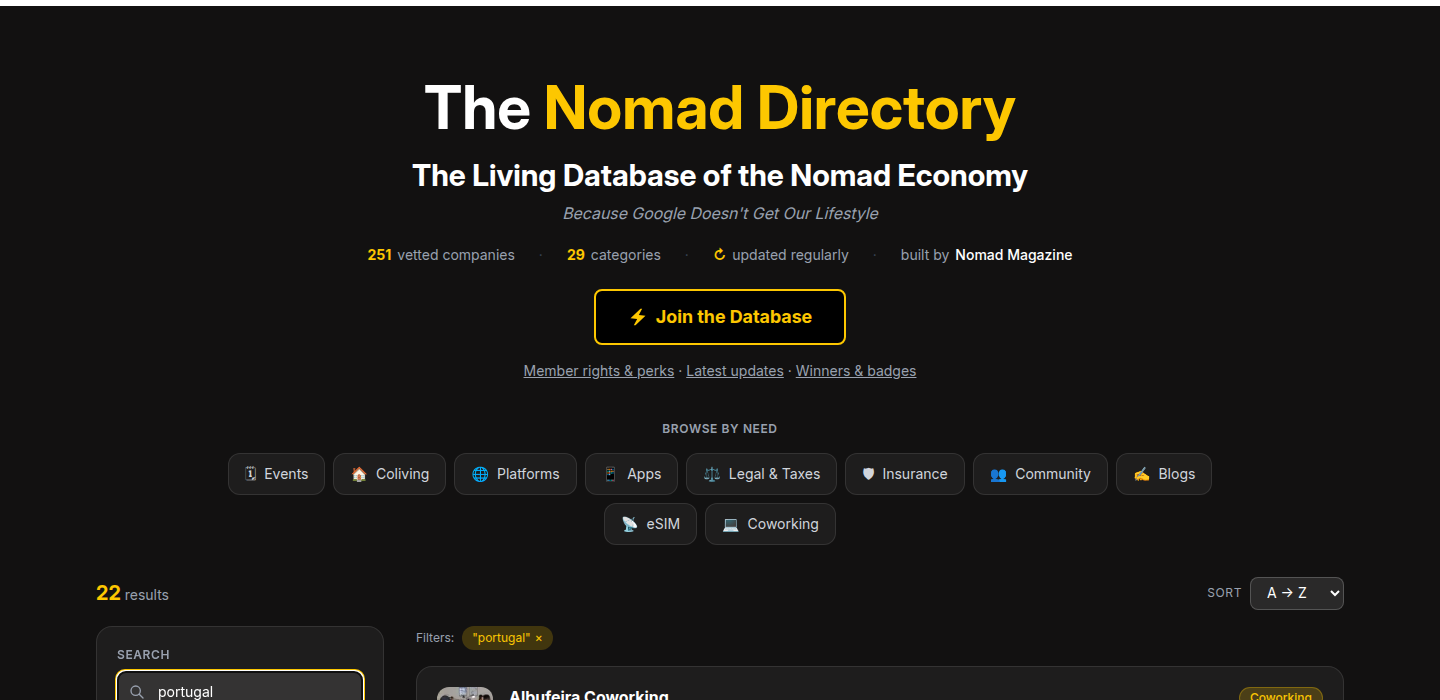 The Nomad Directory
The Living Database of the Nomad Economy
Because Google Doesn't Get Our Lifestyle
251 vetted companies · 29 categories · ↻ updated regularly · built by Nomad Magazine
⚡ Join the Database
Member rights & perks · Latest updates · Winners & badges
BROWSE BY NEED
Events Coliving Platforms Apps Legal & Taxes Insurance Community Blogs
eSIM Coworking
22 results
SORT A → Z
SEARCH
portugal
Filters: "portugal" ×
Albufeira Coworking
Coworking